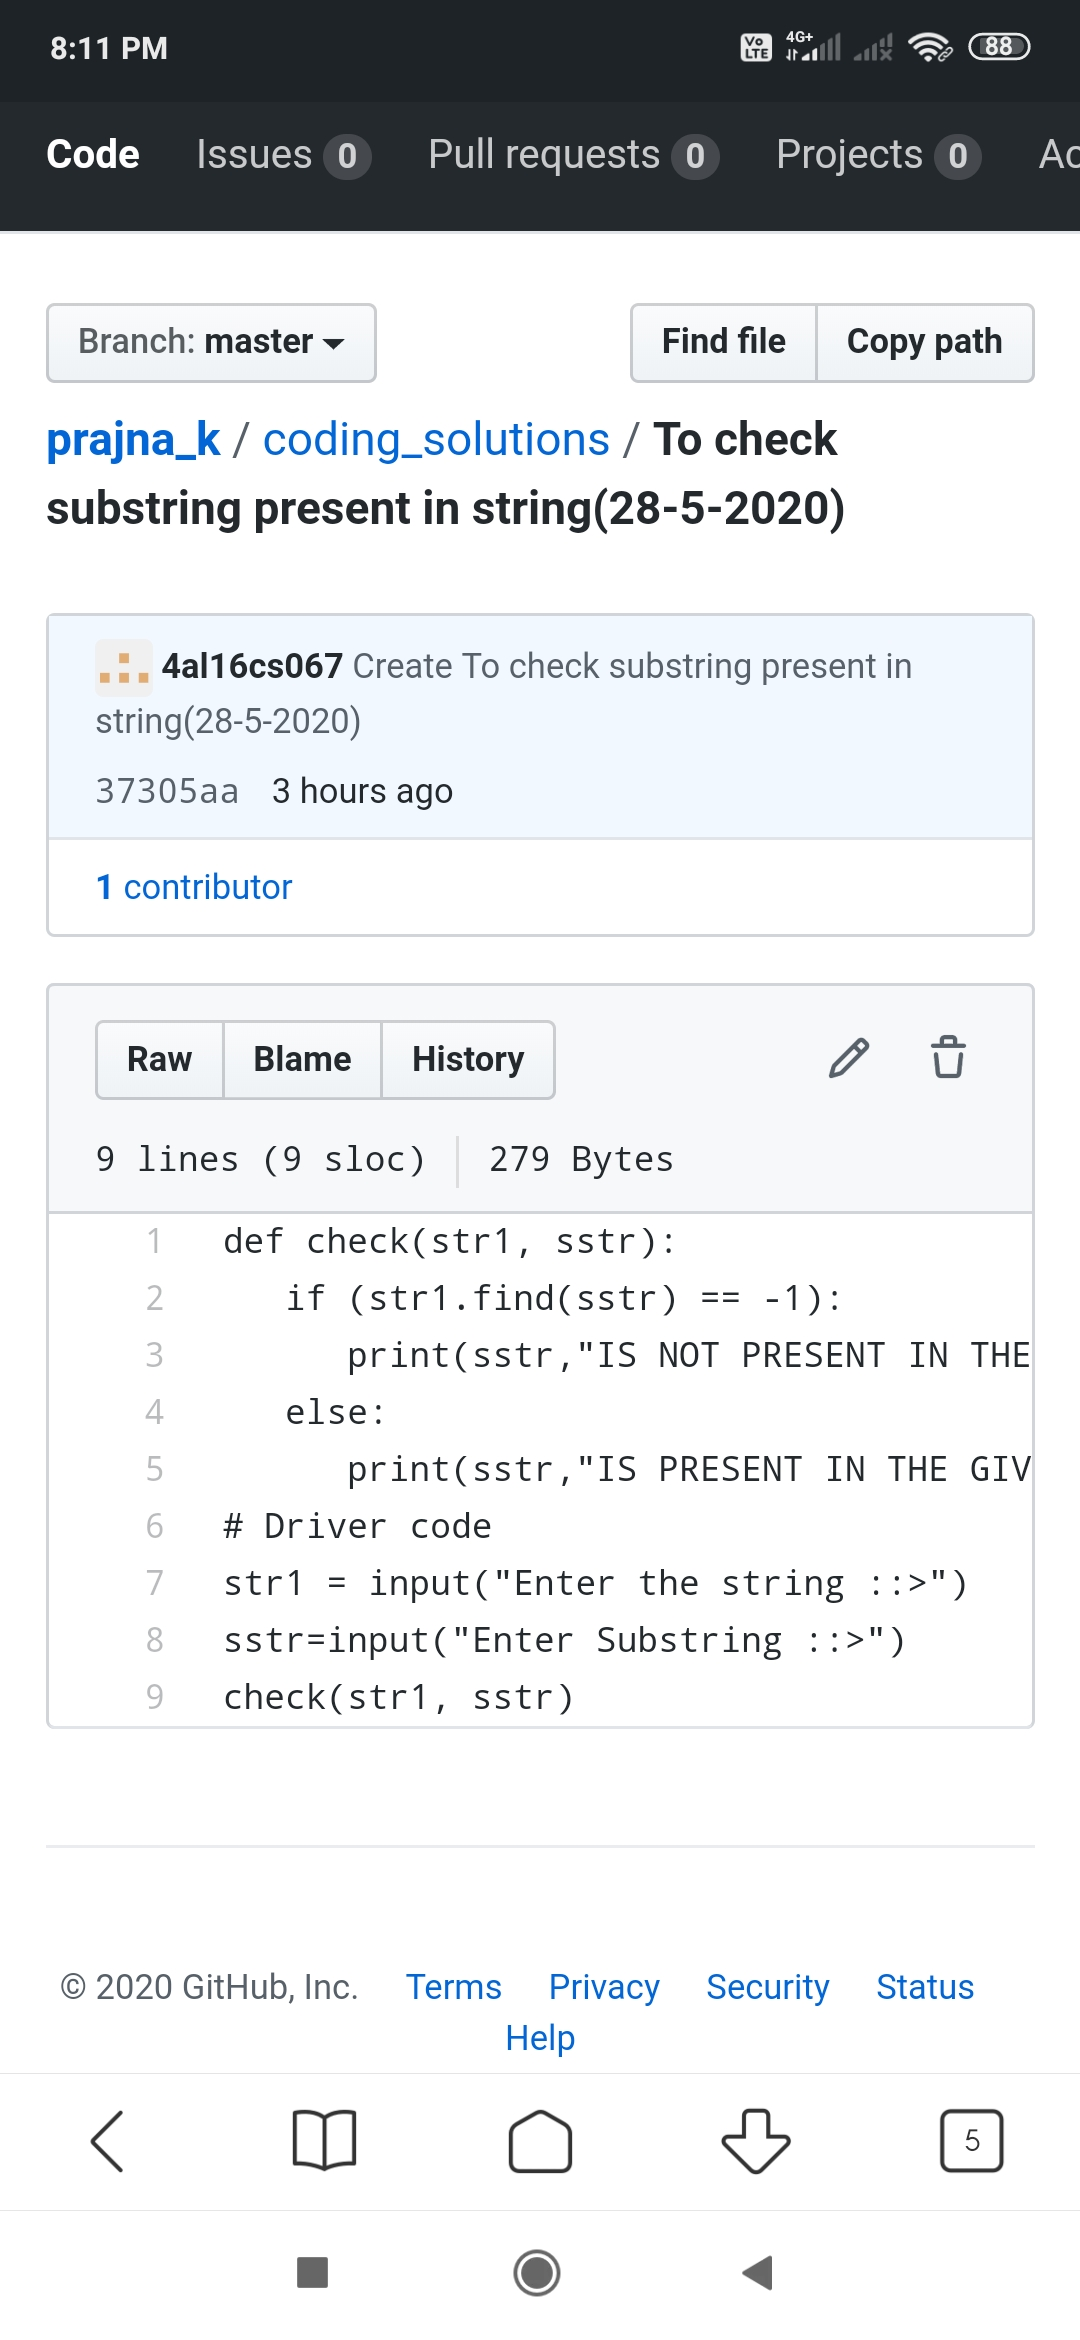 8:11 PM Vo LTE 4G+ 88
Code Issues 0 Pull requests 0 Projects 0 Ac
Branch: master Find file Copy path
prajna_k / coding_solutions / To check
substring present in string(28-5-2020)
4al16cs067 Create To check substring present in
string(28-5-2020)
37305aa 3 hours ago
1 contributor
Raw Blame History
9 lines (9 sloc) 279 Bytes
1 def check(str1, sstr):
2    if (str1.find(sstr) == -1):
3       print(sstr,"IS NOT PRESENT IN THE
4    else:
5       print(sstr,"IS PRESENT IN THE GIV
6 # Driver code
7 str1 = input("Enter the string ::>")
8 sstr=input("Enter Substring ::>")
9 check(str1, sstr)
© 2020 GitHub, Inc. Terms Privacy Security Status
Help
5